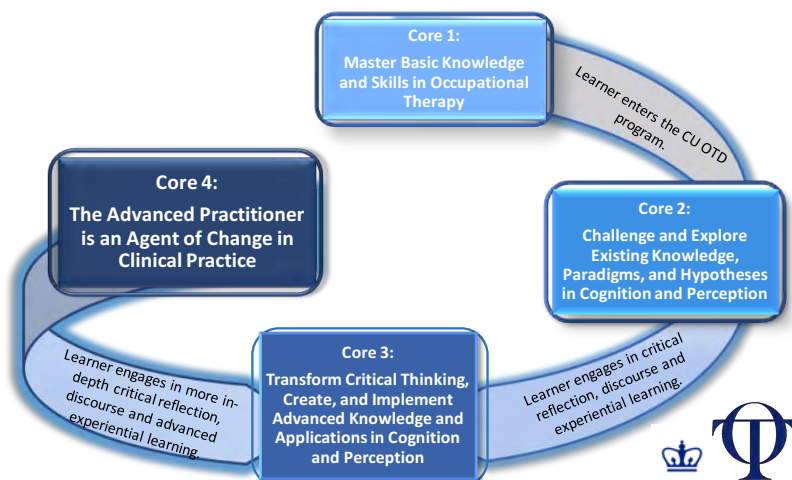 Core 1:
Master Basic Knowledge
and Skills in Occupational
Therapy
Learner enters the CU OTD
program.
Core 2:
Challenge and Explore
Existing Knowledge,
Paradigms, and Hypotheses
in Cognition and Perception
Learner engages in critical
reflection, discourse and
experiential learning.
Core 3:
Transform Critical Thinking,
Create, and Implement
Advanced Knowledge and
Applications in Cognition
and Perception
Learner engages in more in-
depth critical reflection,
discourse and advanced
experiential learning.
Core 4:
The Advanced Practitioner
is an Agent of Change in
Clinical Practice
OT